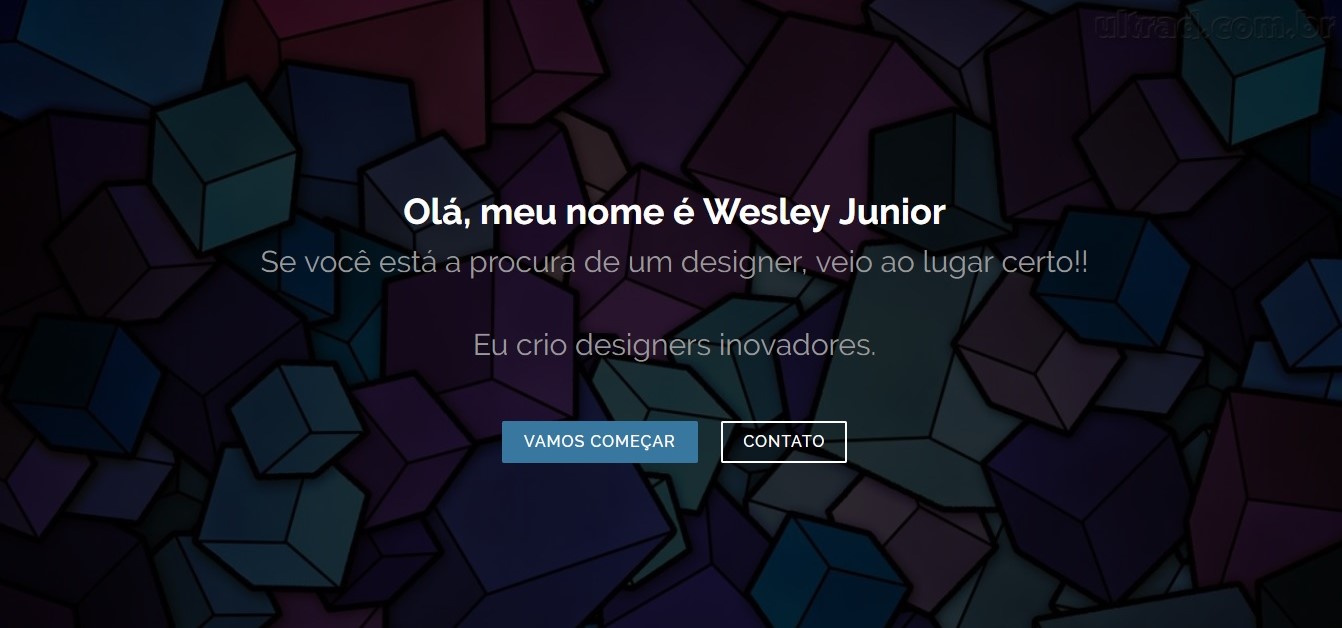 ultrad.com.br
Olá, meu nome é Wesley Junior
Se você está a procura de um designer, veio ao lugar certo!!
Eu crio designers inovadores.
VAMOS COMEÇAR
CONTATO